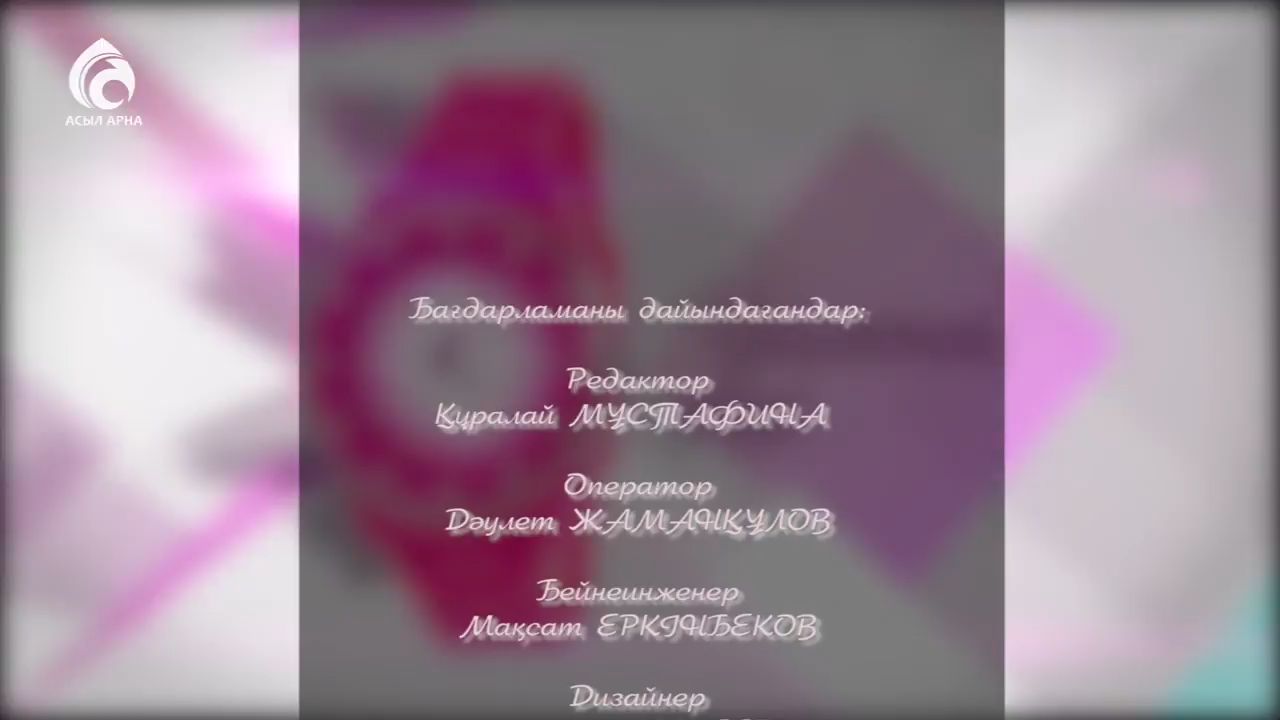 АСЫЛ АРНА
Бағдарламаны дайындағандар:
Редактор
Құралай МҰСТАФИНА
Оператор
Дәулет ЖАМАНҚҰЛОВ
Бейнеинженер
Мақсат ЕРКІНБЕКОВ
Дизайнер